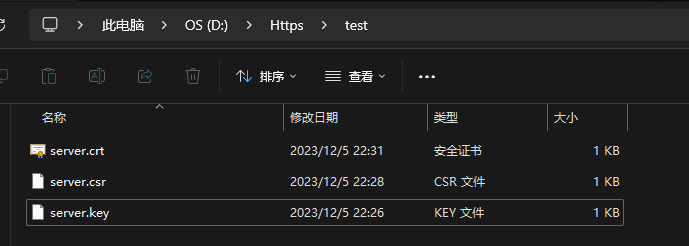 此电脑 OS (D:) Https test
排序 查看
名称 修改日期 类型 大小
server.crt 2023/12/5 22:31 安全证书 1 KB
server.csr 2023/12/5 22:28 CSR 文件 1 KB
server.key 2023/12/5 22:26 KEY 文件 1 KB